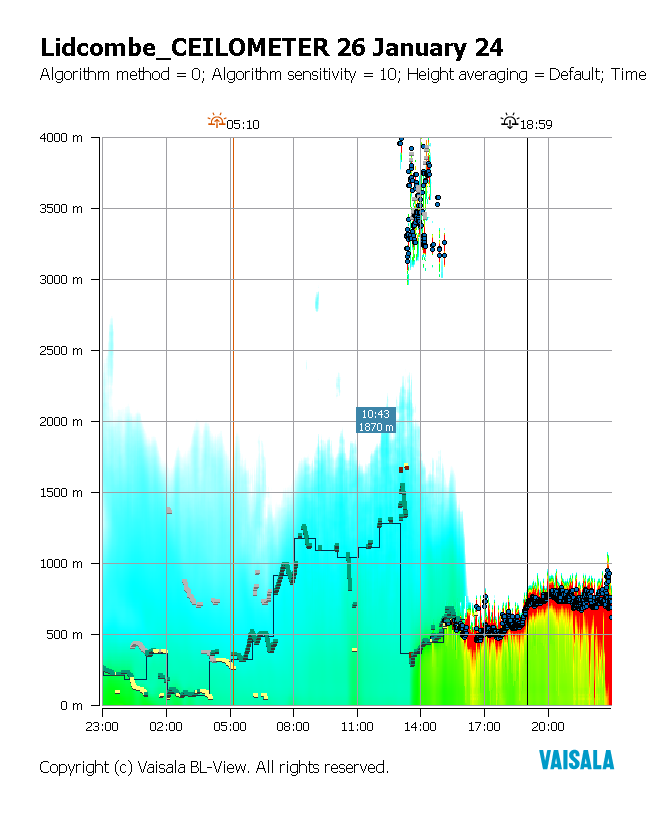 Lidcombe_CEILOMETER 26 January 24
Algorithm method = 0; Algorithm sensitivity = 10; Height averaging = Default; Time
05:10
18:59
4000 m
3500 m
3000 m
2500 m
2000 m
1500 m
1000 m
500 m
0 m
10:43
1870 m
23:00
02:00
05:00
08:00
11:00
14:00
17:00
20:00
Copyright (c) Vaisala BL-View. All rights reserved.
VAISALA